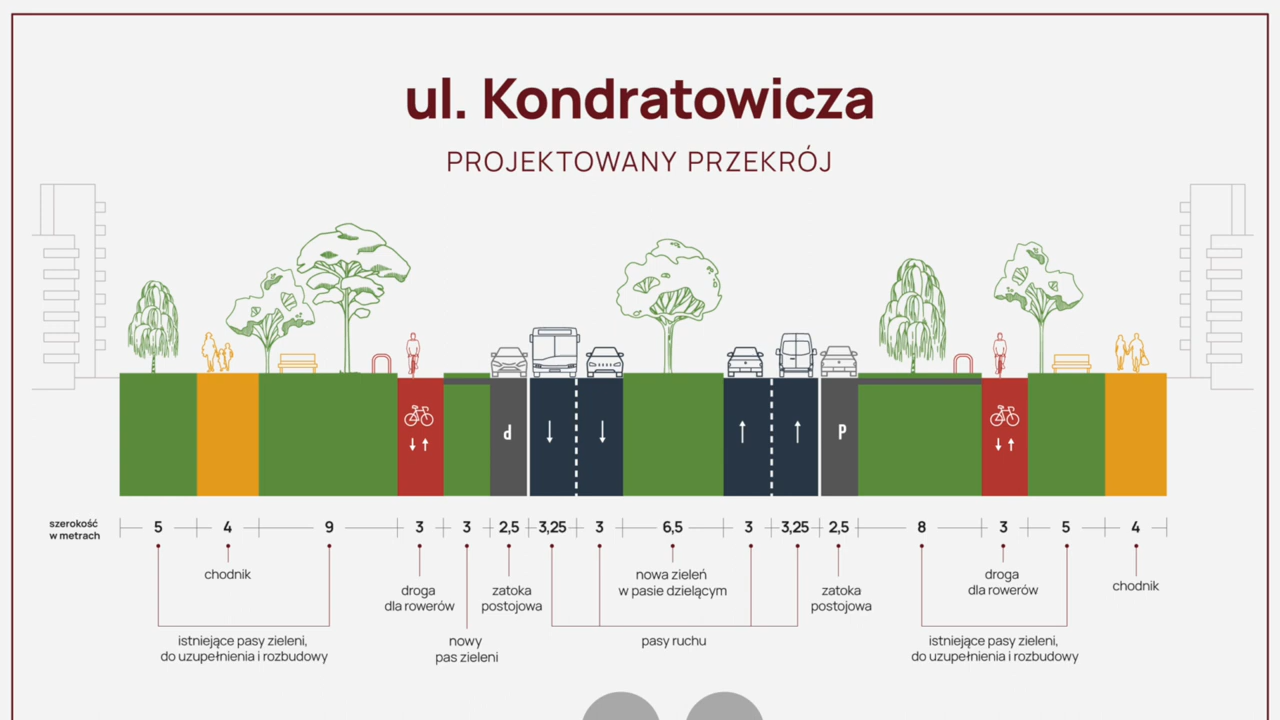 ul. Kondratowicza
PROJEKTOWANY PRZEKRÓJ
d
P
szerokość
w metrach
5 4 9 3 3 2,5 3,25 3 6,5 3 3,25 2,5 8 3 5 4
chodnik
droga
dla rowerów
zatoka
postojowa
nowa zieleń
w pasie dzielącym
zatoka
postojowa
droga
dla rowerów
chodnik
istniejące pasy zieleni,
do uzupełnienia i rozbudowy
nowy
pas zieleni
pasy ruchu
istniejące pasy zieleni,
do uzupełnienia i rozbudowy